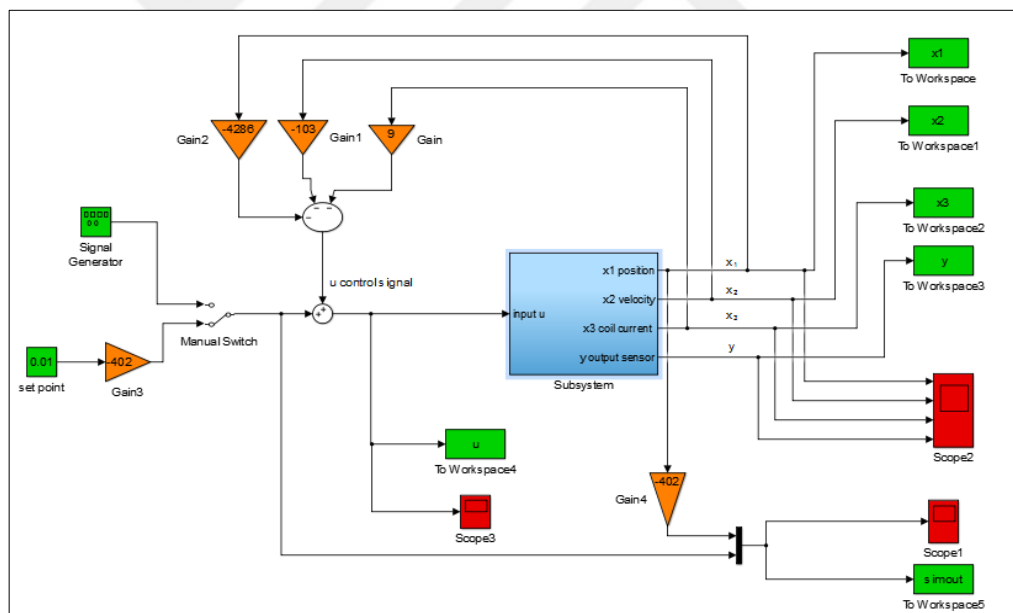 x1
To Workspace
x2
To Workspace1
x3
To Workspace2
y
To Workspace3
-4286
Gain2
-103
Gain1
9
Gain
Signal
Generator
u control signal
Manual Switch
0.01
set point
-402
Gain3
input u
x1 position
x2 velocity
x3 coil current
y output sensor
Subsystem
x₁
x₂
x₃
y
Scope2
u
To Workspace4
Scope3
-402
Gain4
Scope1
simout
To Workspace5